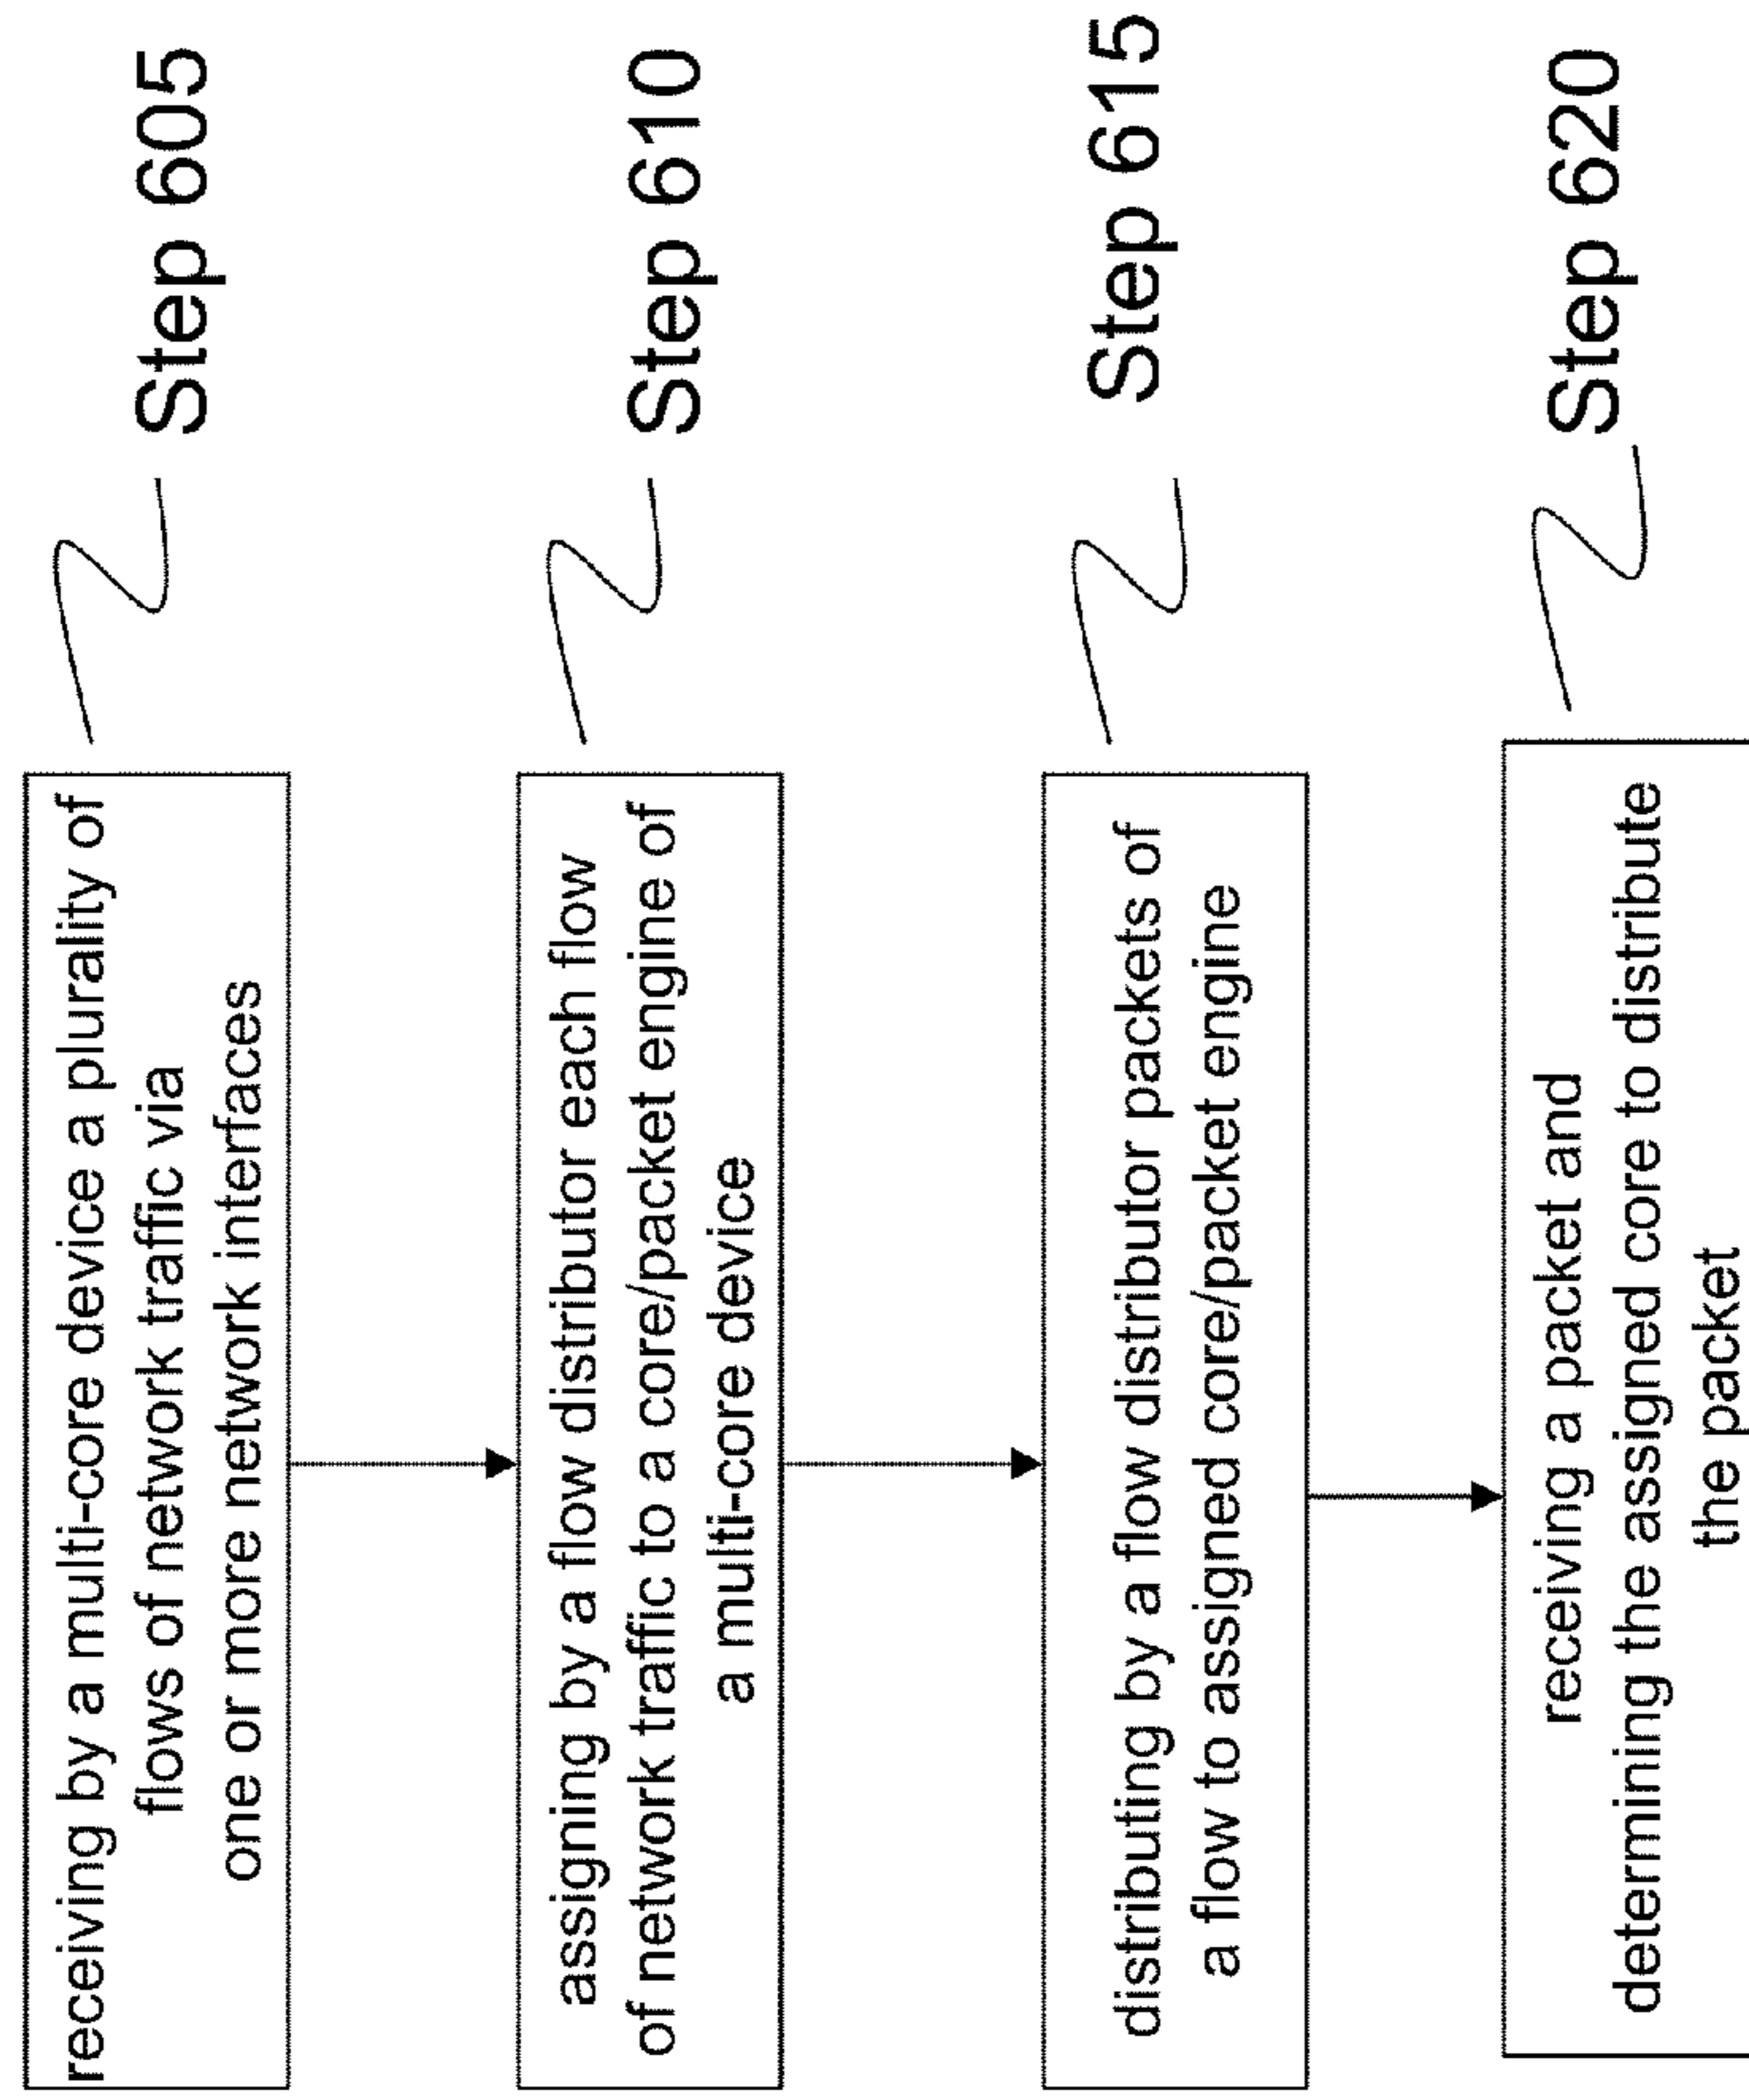 receiving by a multi-core device a plurality of
flows of network traffic via
one or more network interfaces
Step 605
assigning by a flow distributor each flow
of network traffic to a core/packet engine of
a multi-core device
Step 610
distributing by a flow distributor packets of
a flow to assigned core/packet engine
Step 615
receiving a packet and
determining the assigned core to distribute
the packet
Step 620